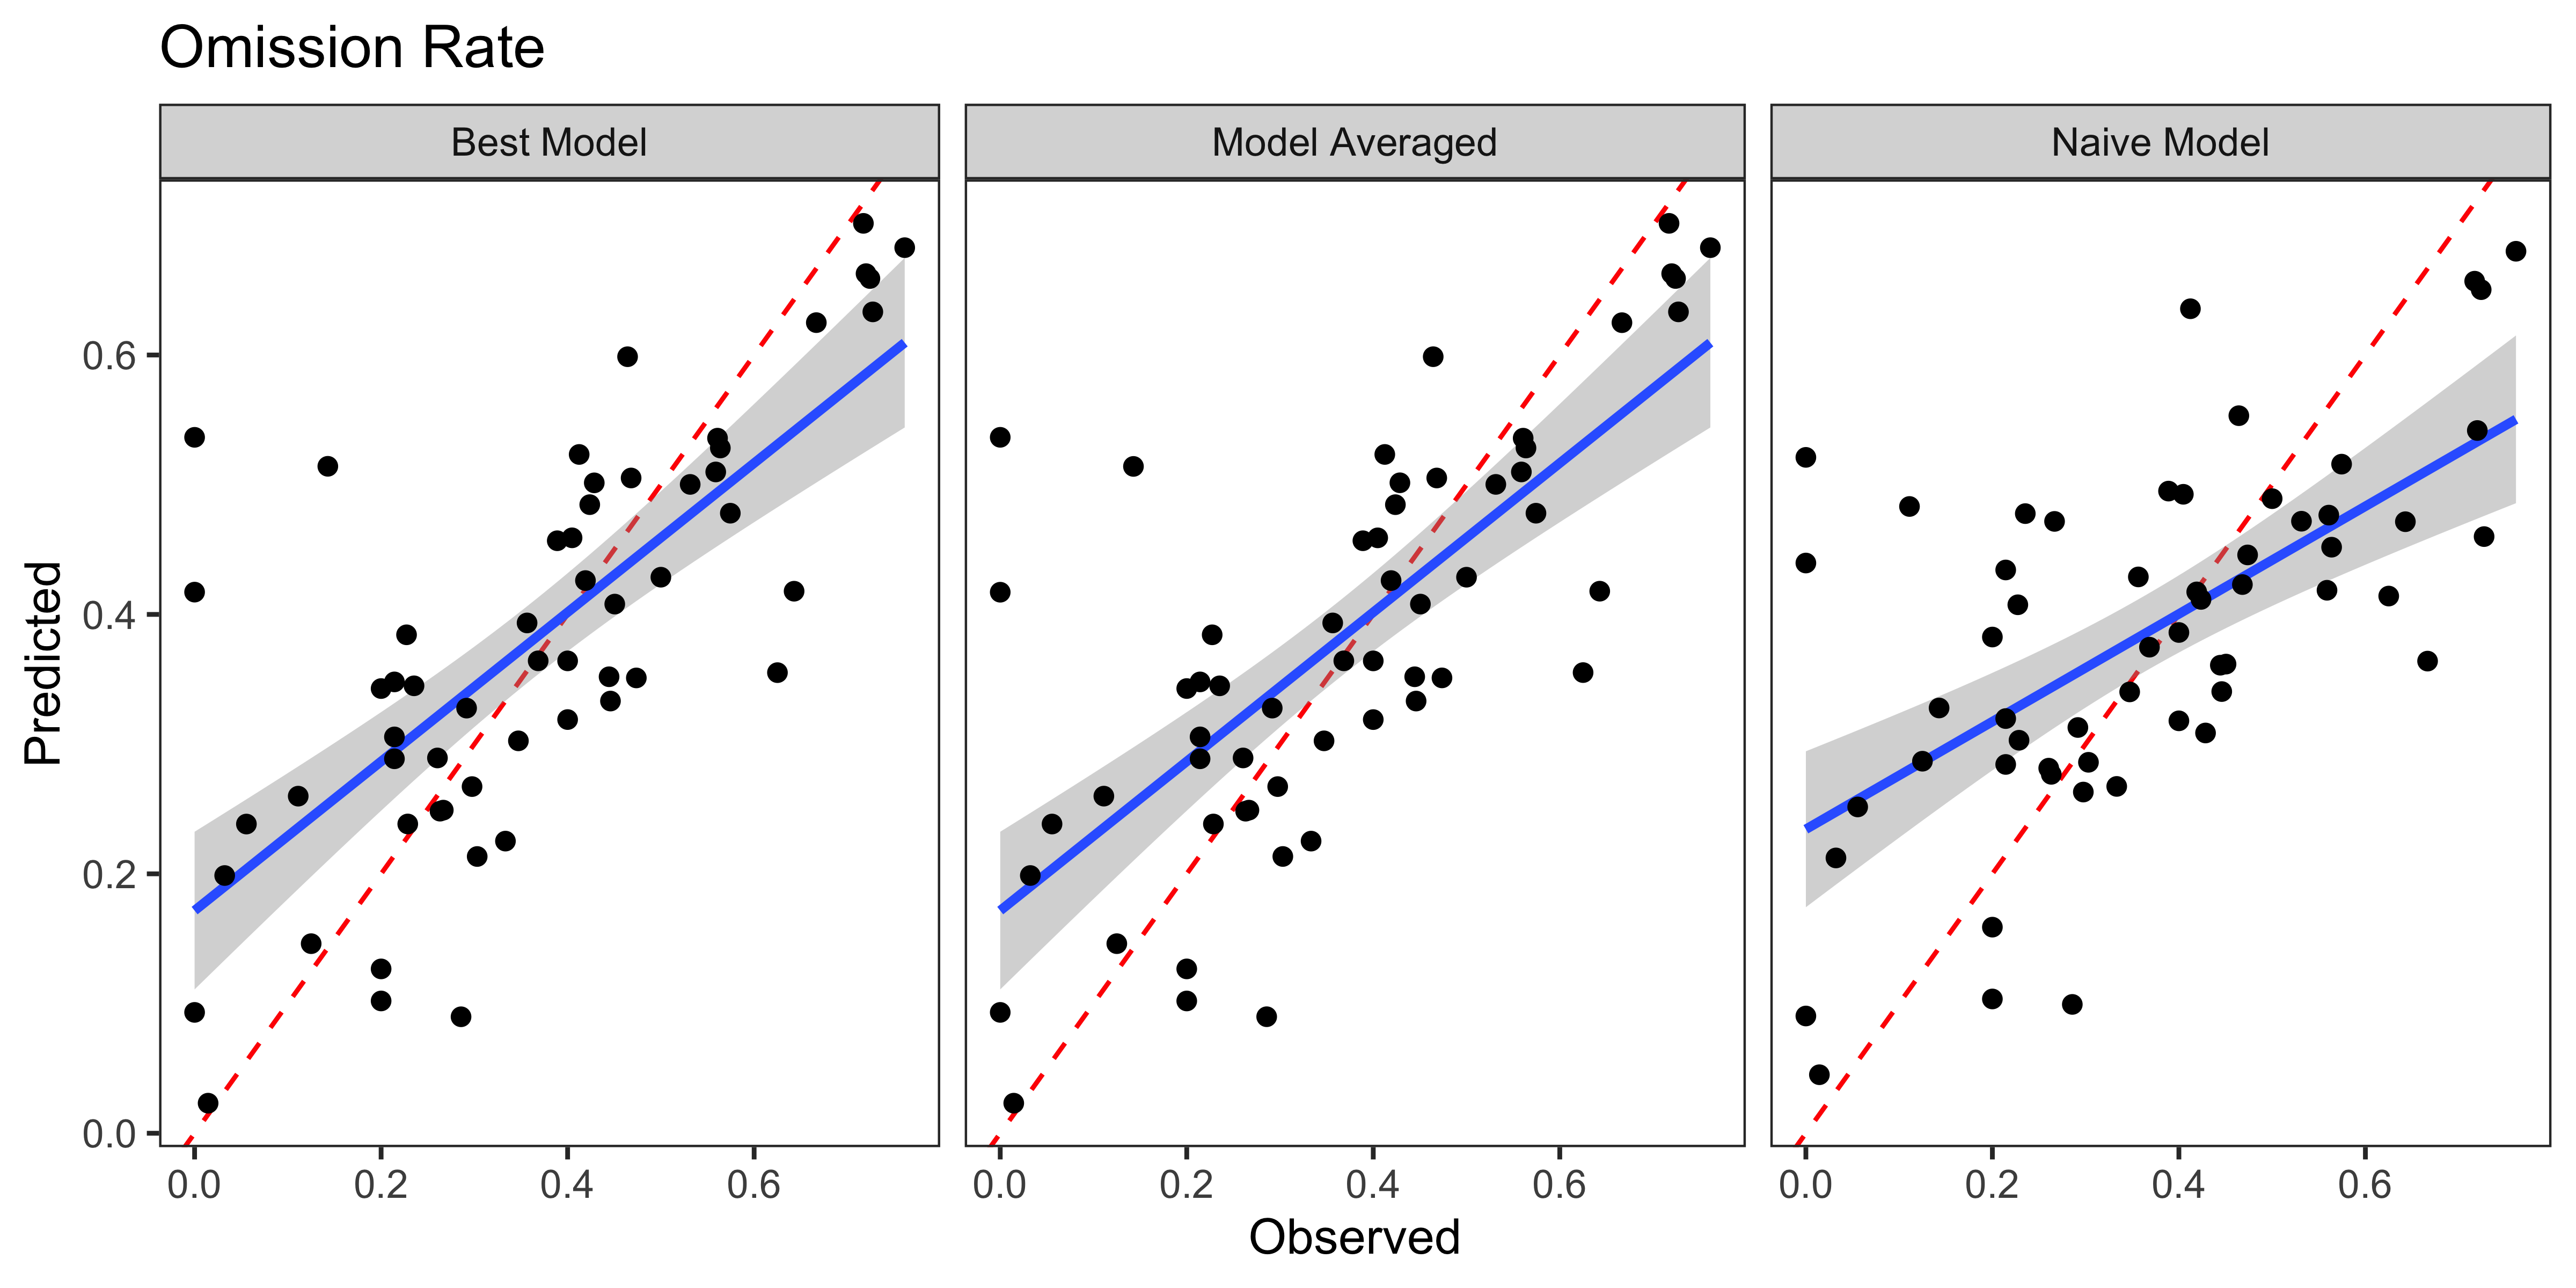 Omission Rate
Best Model
Model Averaged
Naive Model
Predicted
0.6
0.4
0.2
0.0
0.0 0.2 0.4 0.6
0.0 0.2 0.4 0.6
0.0 0.2 0.4 0.6
Observed